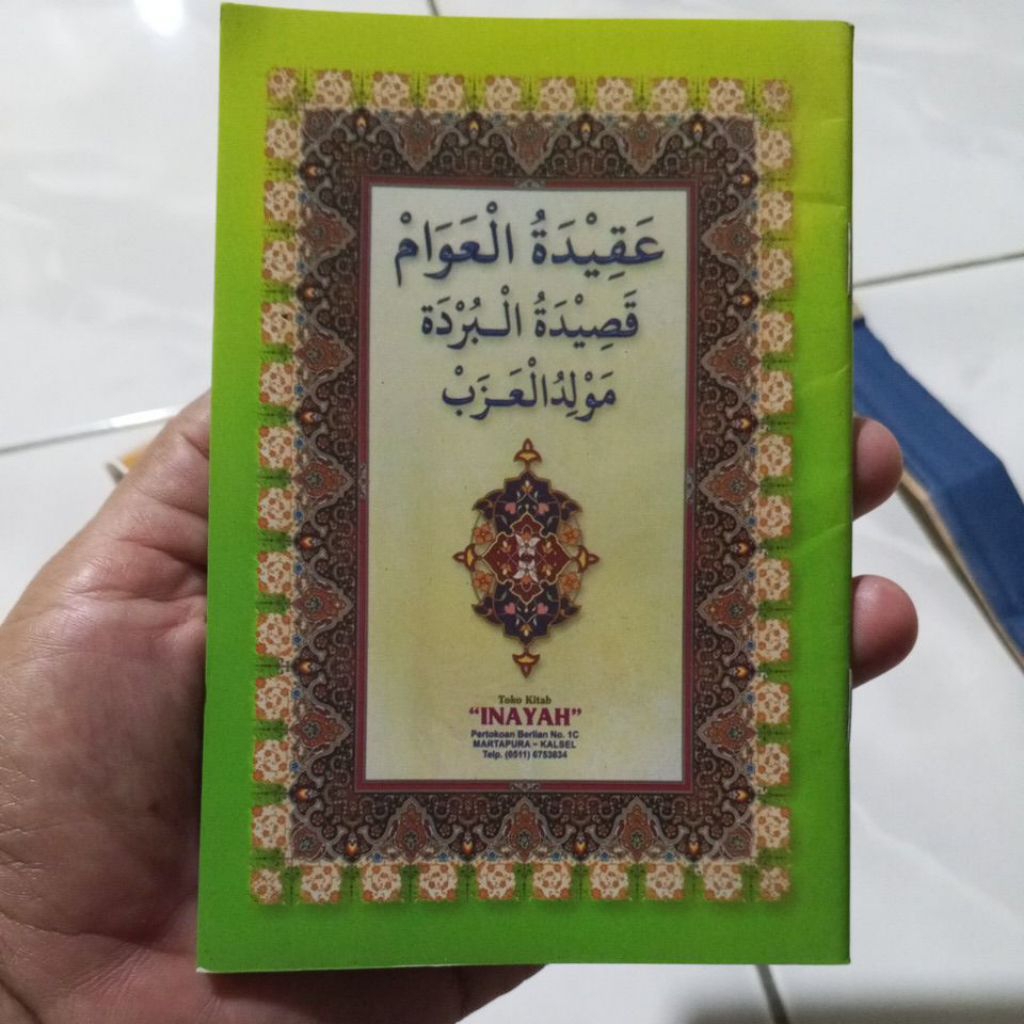 عَقِيْدَةُ الْعَوَامْ
قَصِيْدَةُ الْبُرْدَة
مَوْلِدُ الْعَزَبْ
Toko Kitab
“INAYAH”
Pertokoan Berlian No. 1C
MARTAPURA – KALSEL
Telp. (0511) 6753834